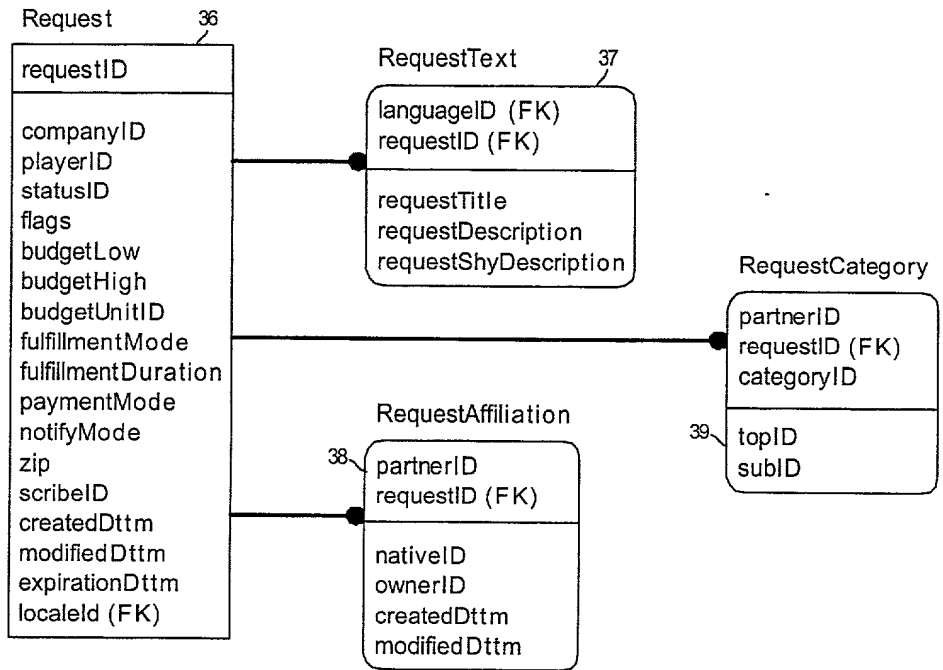 Request
36
requestID
companyID
playerID
statusID
flags
budgetLow
budgetHigh
budgetUnitID
fulfillmentMode
fulfillmentDuration
paymentMode
notifyMode
zip
scribeID
createdDttm
modifiedDttm
expirationDttm
localeId (FK)
RequestText
37
languageID (FK)
requestID (FK)
requestTitle
requestDescription
requestShyDescription
RequestCategory
partnerID
requestID (FK)
categoryID
39
topID
subID
RequestAffiliation
38
partnerID
requestID (FK)
nativeID
ownerID
createdDttm
modifiedDttm